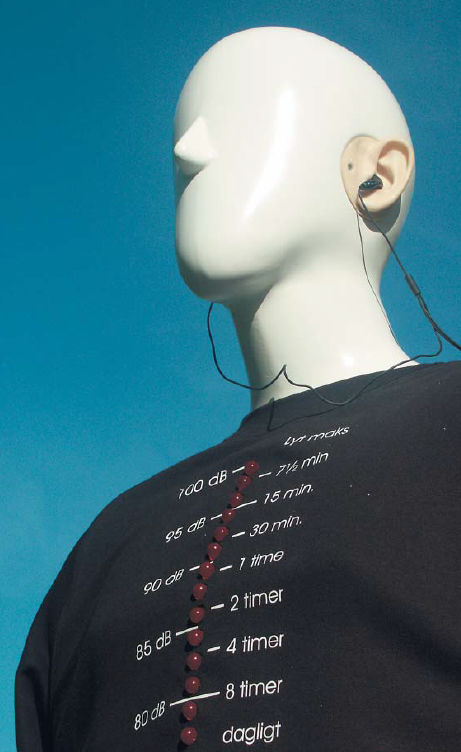 Lyt maks
100 dB
7½ min
15 min.
95 dB
30 min.
90 dB
1 time
2 timer
85 dB
4 timer
80 dB
8 timer
dagligt